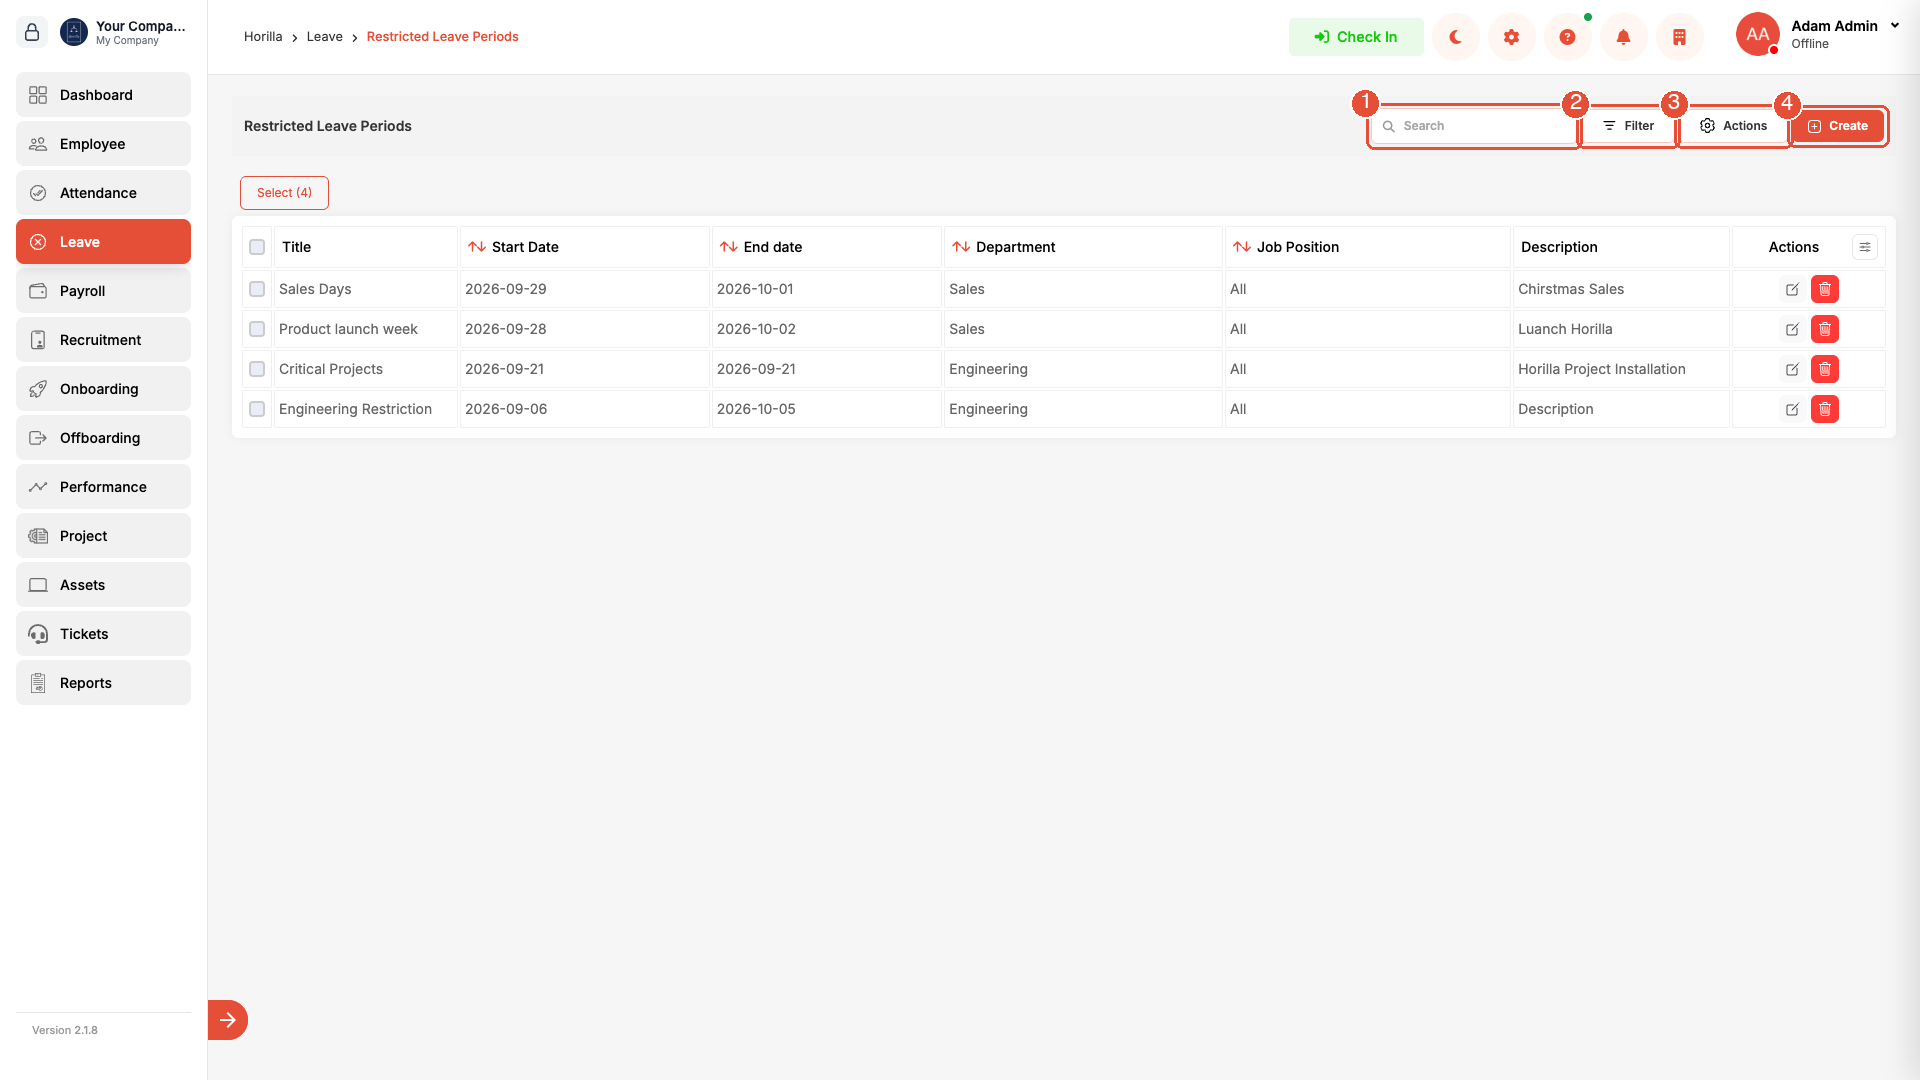 Your Compa...
My Company
Horilla > Leave > Restricted Leave Periods
Check In
?
AA
Adam Admin
Offline
Dashboard
Employee
Attendance
Leave
Payroll
Recruitment
Onboarding
Offboarding
Performance
Project
Assets
Tickets
Reports
Version 2.1.8
Restricted Leave Periods
1 Search
2 Filter
3 Actions
4 Create
Select (4)
Title Start Date End date Department Job Position Description Actions
Sales Days 2026-09-29 2026-10-01 Sales All Chirstmas Sales
Product launch week 2026-09-28 2026-10-02 Sales All Luanch Horilla
Critical Projects 2026-09-21 2026-09-21 Engineering All Horilla Project Installation
Engineering Restriction 2026-09-06 2026-10-05 Engineering All Description